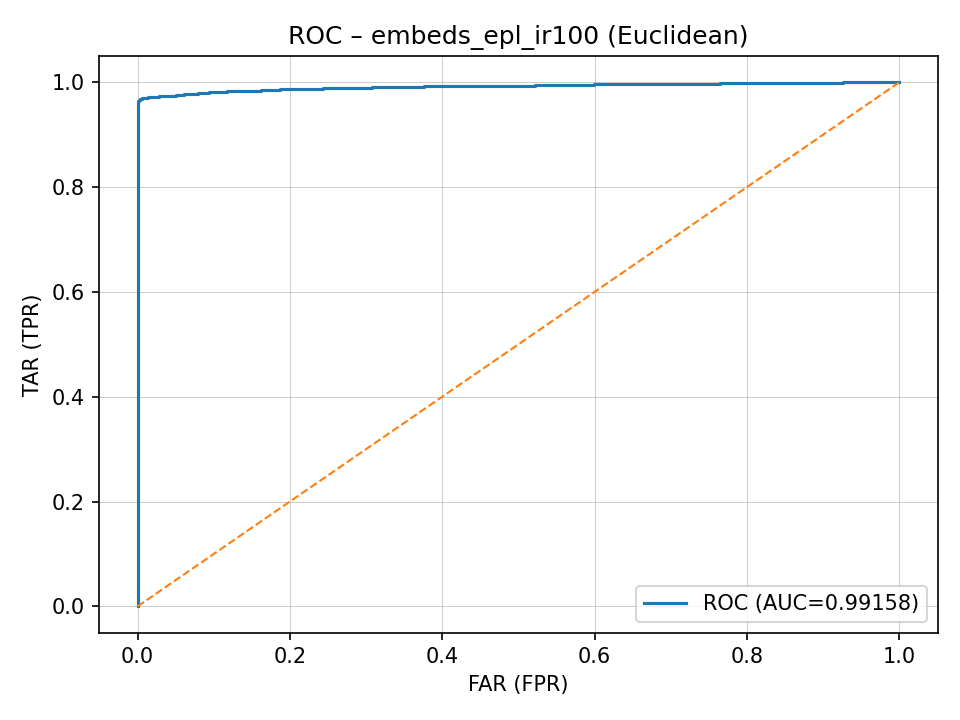 ROC – embeds_epl_ir100 (Euclidean)
1.0
0.8
0.6
0.4
0.2
0.0
TAR (TPR)
ROC (AUC=0.99158)
0.0 0.2 0.4 0.6 0.8 1.0
FAR (FPR)